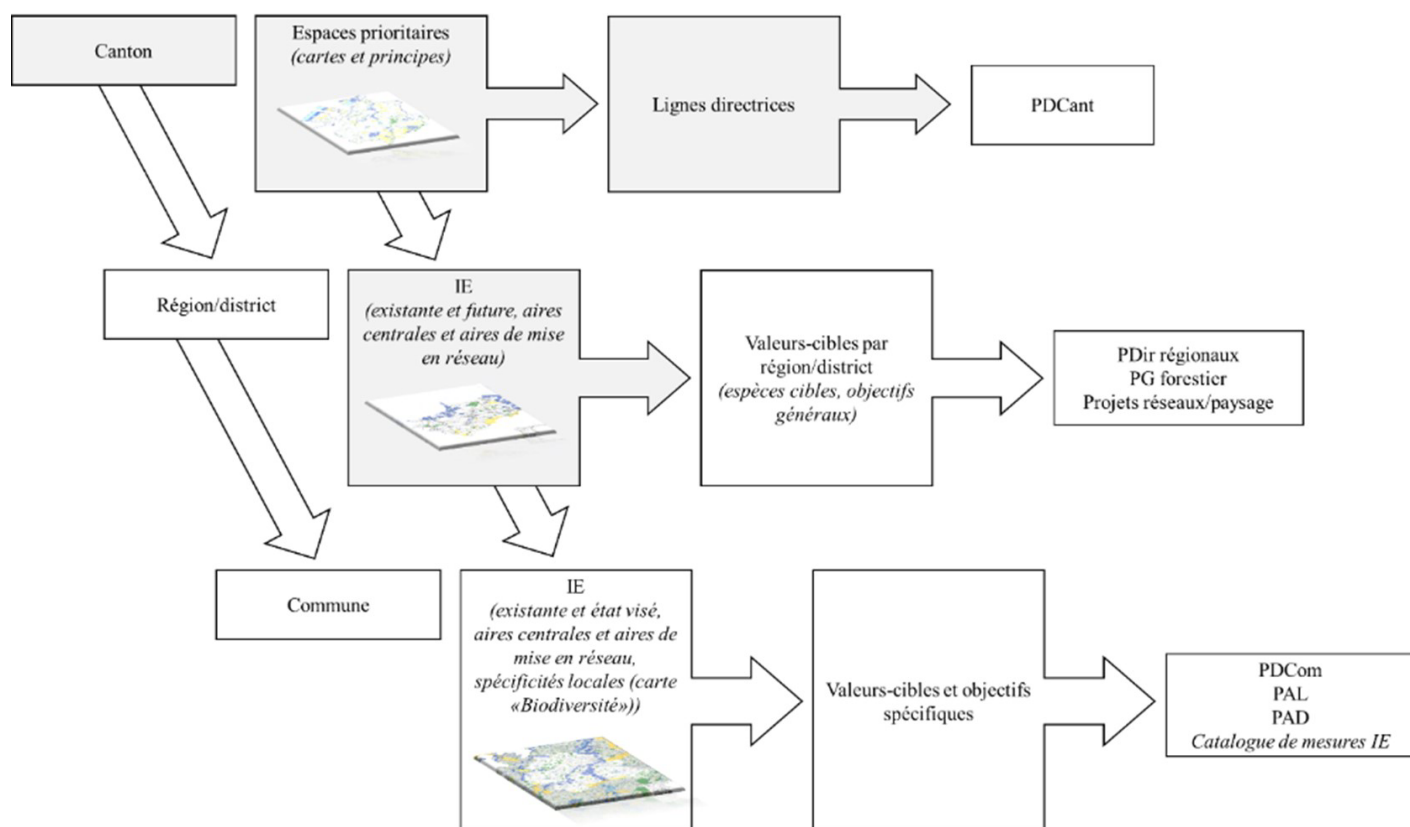 Canton
Espaces prioritaires
(cartes et principes)
Lignes directrices
PDCant
Région/district
IE
(existante et future, aires
centrales et aires de mise
en réseau)
Valeurs-cibles par
région/district
(espèces cibles, objectifs
généraux)
PDir régionaux
PG forestier
Projets réseaux/paysage
Commune
IE
(existante et état visé,
aires centrales et aires de
mise en réseau,
spécificités locales (carte
«Biodiversité»))
Valeurs-cibles et objectifs
spécifiques
PDCom
PAL
PAD
Catalogue de mesures IE